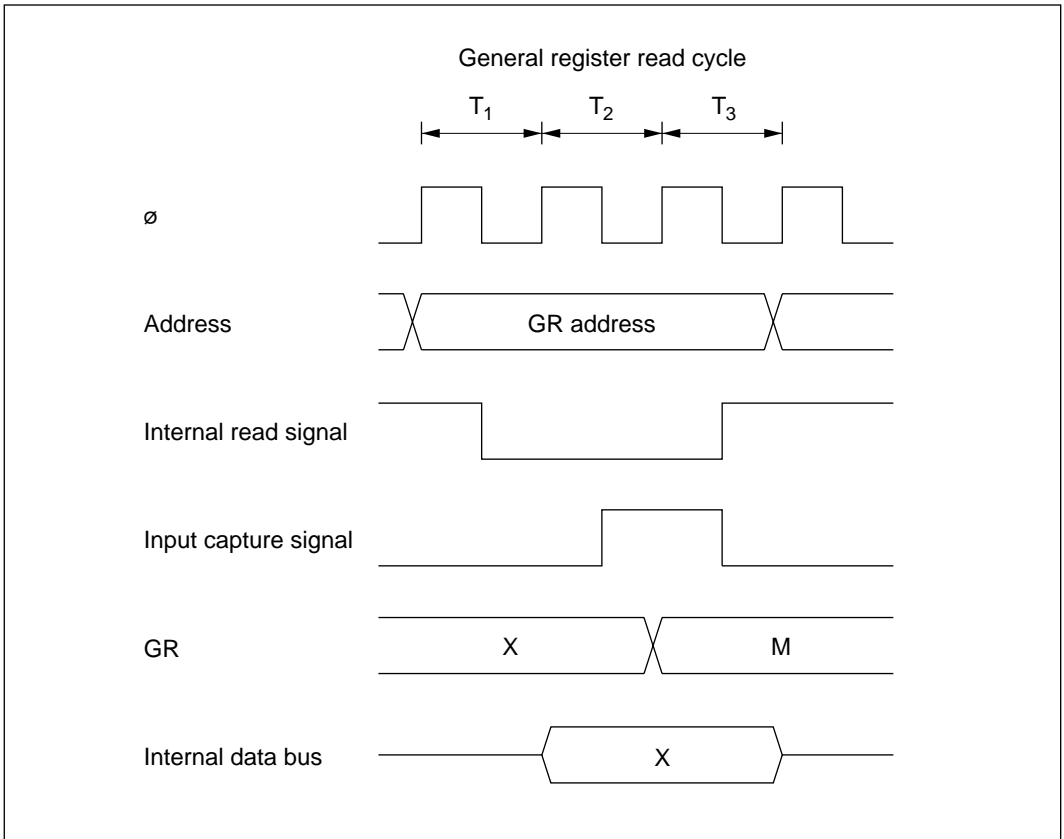 General register read cycle
T1 T2 T3
ø
Address GR address
Internal read signal
Input capture signal
GR X M
Internal data bus X